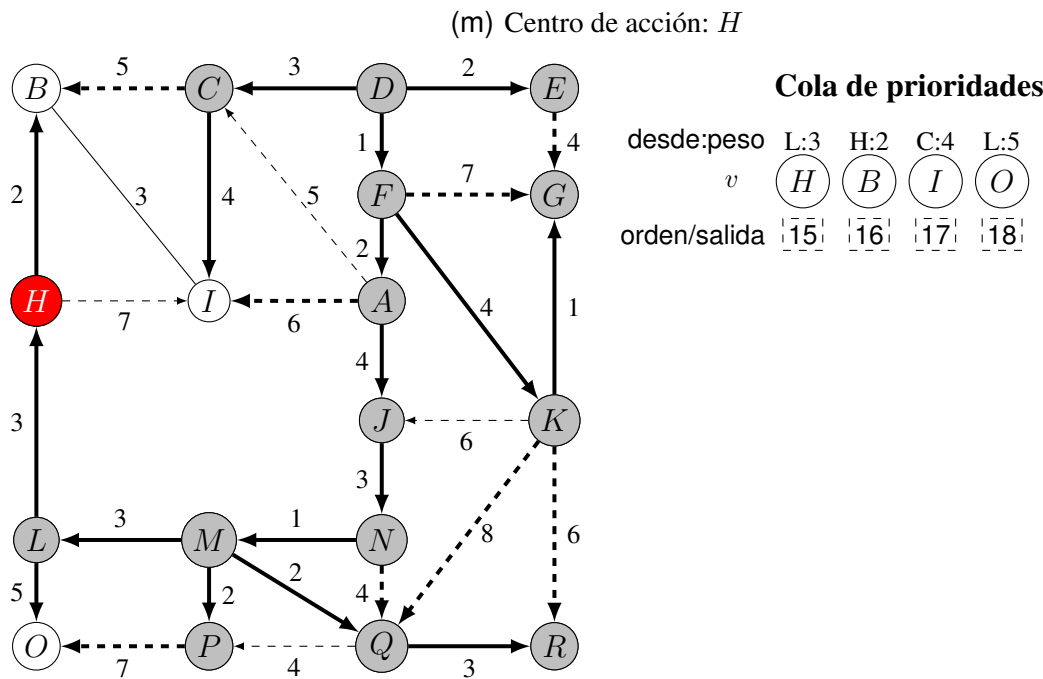 (m) Centro de acción: H
B 5 C 3 D 2 E
Cola de prioridades
desde:peso L:3 H:2 C:4 L:5
v H B I O
orden/salida 15 16 17 18
1 4
F 7 G
2 3 4 5 2
4 1
H 7 I 6 A
4
3 J 6 K
3 8 6
L 3 M 1 N
5 2 2 4
O 7 P 4 Q 3 R